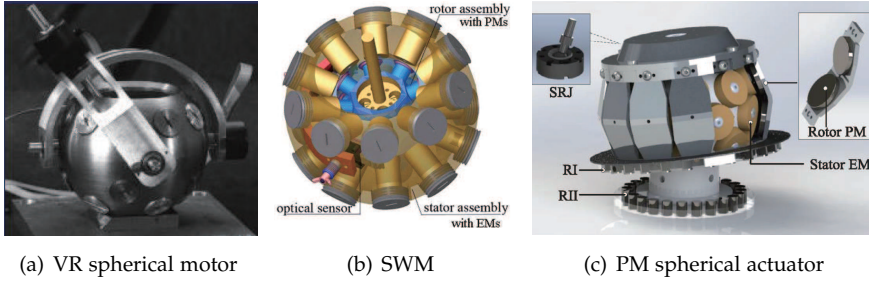 rotor assembly
with PMs
optical sensor
stator assembly
with EMs
SRJ
Rotor PM
Stator EM
RI
RII
(a) VR spherical motor
(b) SWM
(c) PM spherical actuator